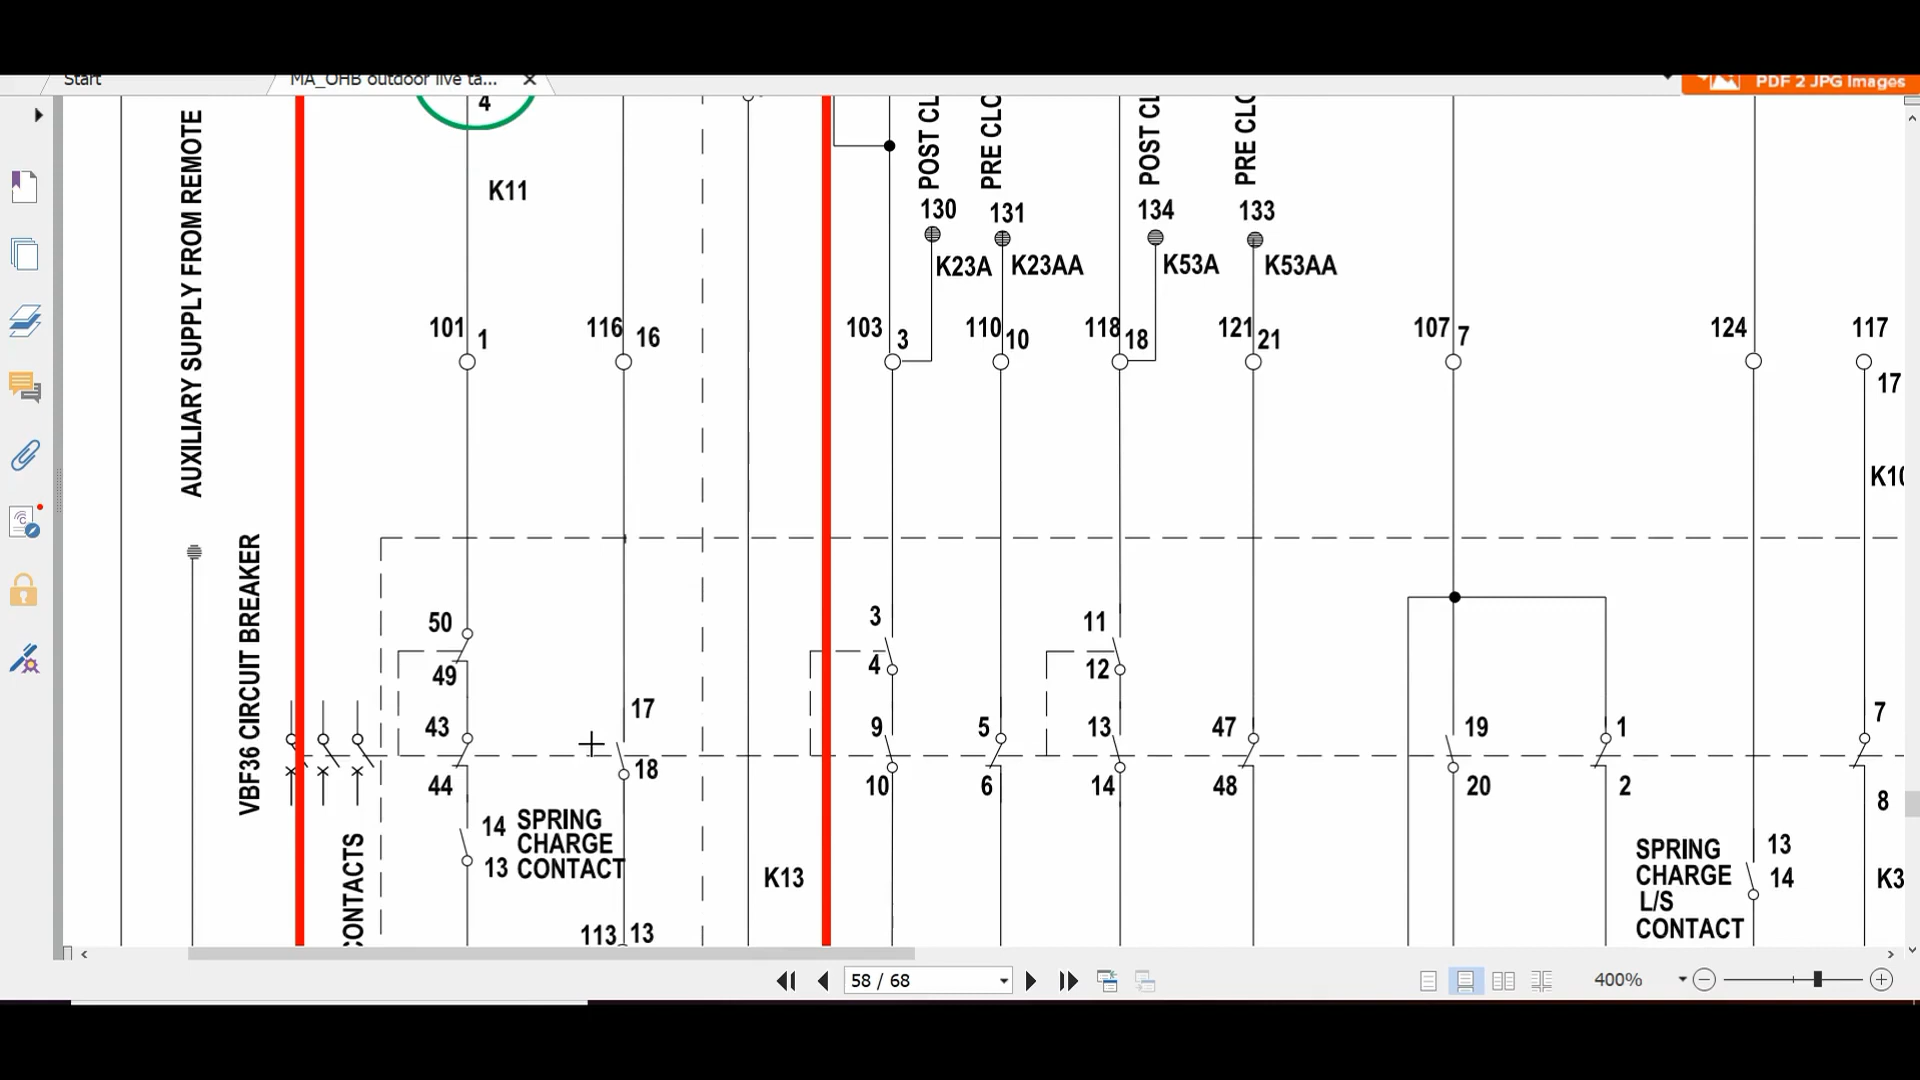 Start
MA_OHB outdoor live ta...
PDF 2 JPG Images
4
K11
AUXILIARY SUPPLY FROM REMOTE
POST CL
PRE CLO
POST CL
PRE CLO
130
131
134
133
K23A
K23AA
K53A
K53AA
101
1
116
16
103
3
110
10
118
18
121
21
107
7
124
117
17
K10
VBF36 CIRCUIT BREAKER
50
49
43
44
17
18
14
13
SPRING
CHARGE
CONTACT
CONTACTS
113
13
K13
3
4
9
10
5
6
11
12
13
14
47
48
19
20
1
2
7
8
SPRING
CHARGE
L/S
CONTACT
13
14
K3
58 / 68
400%